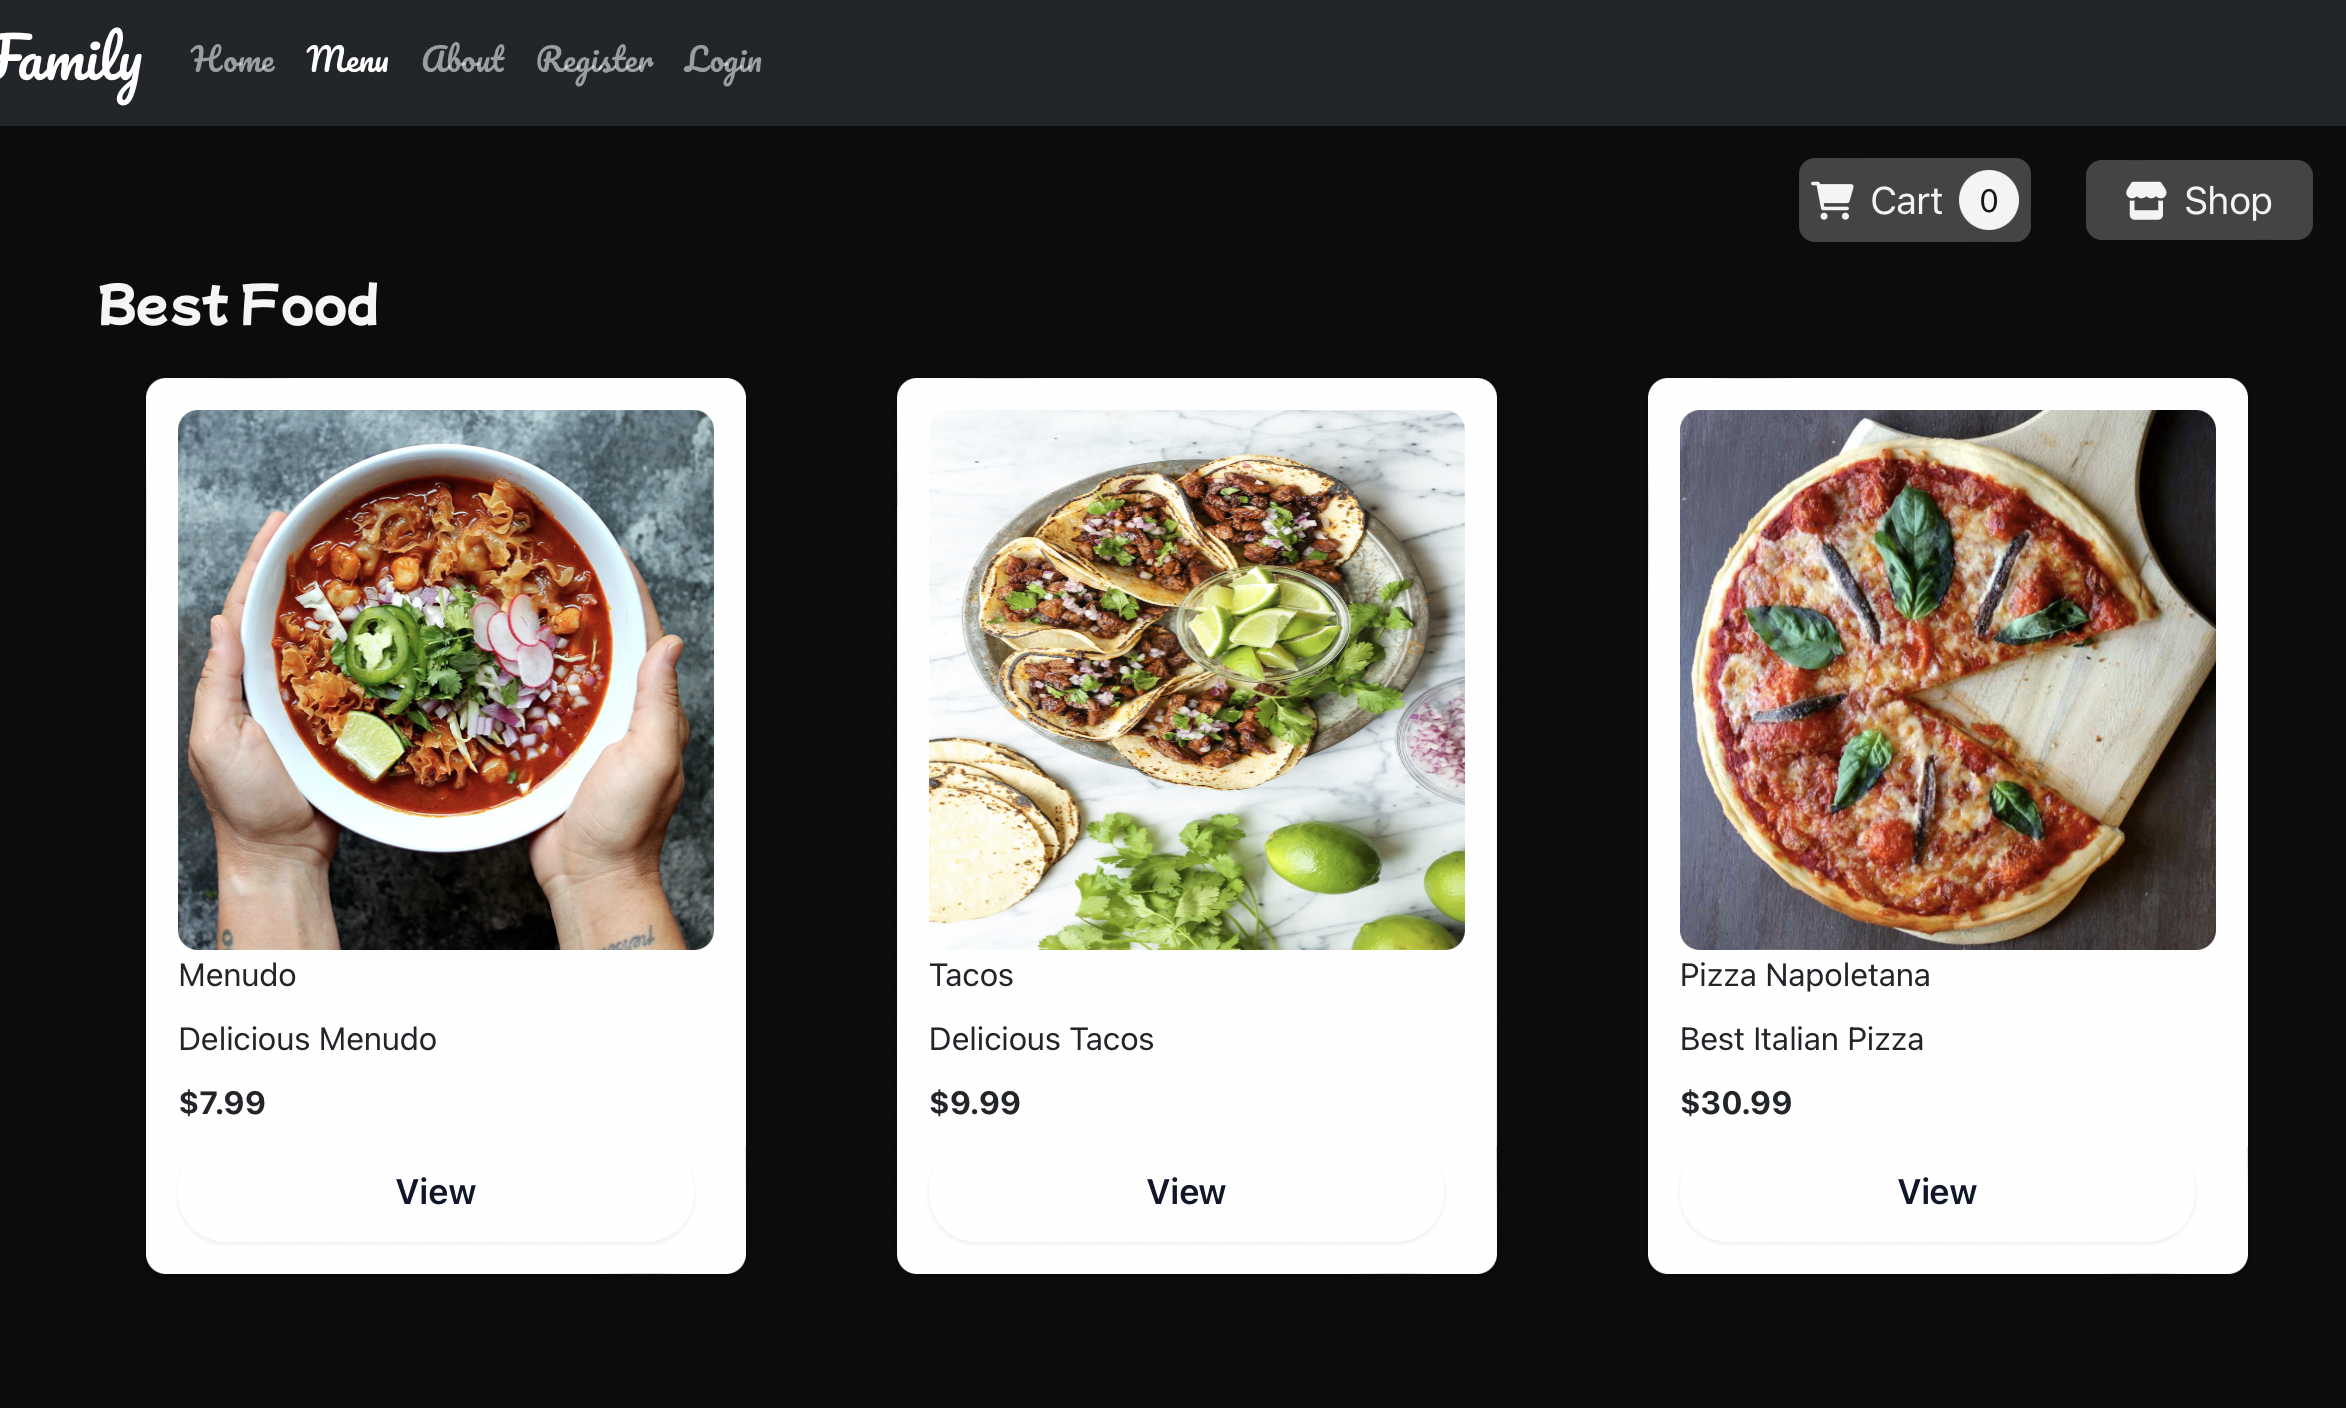 Family Home Menu About Register Login
Cart 0 Shop
Best Food
Menudo
Delicious Menudo
$7.99
View
Tacos
Delicious Tacos
$9.99
View
Pizza Napoletana
Best Italian Pizza
$30.99
View